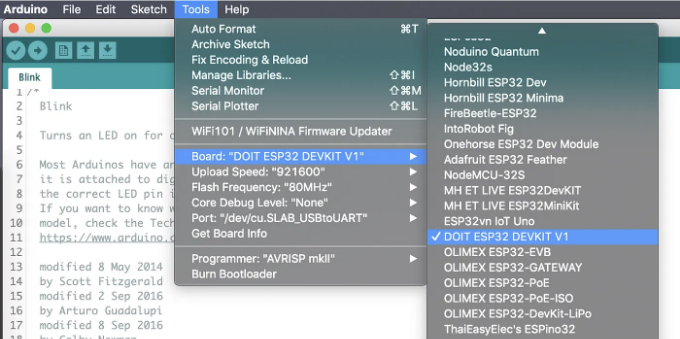 Arduino File Edit Sketch Tools Help
Blink
1 /*
2 Blink
3
4 Turns an LED on for o
5
6 Most Arduinos have an
7 it is attached to dig
8 the correct LED pin i
9 If you want to know w
10 model, check the Tech
11 https://www.arduino.c
12
13 modified 8 May 2014
14 by Scott Fitzgerald
15 modified 2 Sep 2016
16 by Arturo Guadalupi
17 modified 8 Sep 2016
18
Auto Format ⌘T
Archive Sketch
Fix Encoding & Reload
Manage Libraries... ⇧⌘I
Serial Monitor ⇧⌘M
Serial Plotter ⇧⌘L
WiFi101 / WiFiNINA Firmware Updater
Board: "DOIT ESP32 DEVKIT V1"
Upload Speed: "921600"
Flash Frequency: "80MHz"
Core Debug Level: "None"
Port: "/dev/cu.SLAB_USBtoUART"
Get Board Info
Programmer: "AVRISP mkII"
Burn Bootloader
Noduino Quantum
Node32s
Hornbill ESP32 Dev
Hornbill ESP32 Minima
FireBeetle-ESP32
IntoRobot Fig
Onehorse ESP32 Dev Module
Adafruit ESP32 Feather
NodeMCU-32S
MH ET LIVE ESP32DevKIT
MH ET LIVE ESP32MiniKit
ESP32vn IoT Uno
✓ DOIT ESP32 DEVKIT V1
OLIMEX ESP32-EVB
OLIMEX ESP32-GATEWAY
OLIMEX ESP32-PoE
OLIMEX ESP32-PoE-ISO
OLIMEX ESP32-DevKit-LiPo
ThaiEasyElec's ESPino32